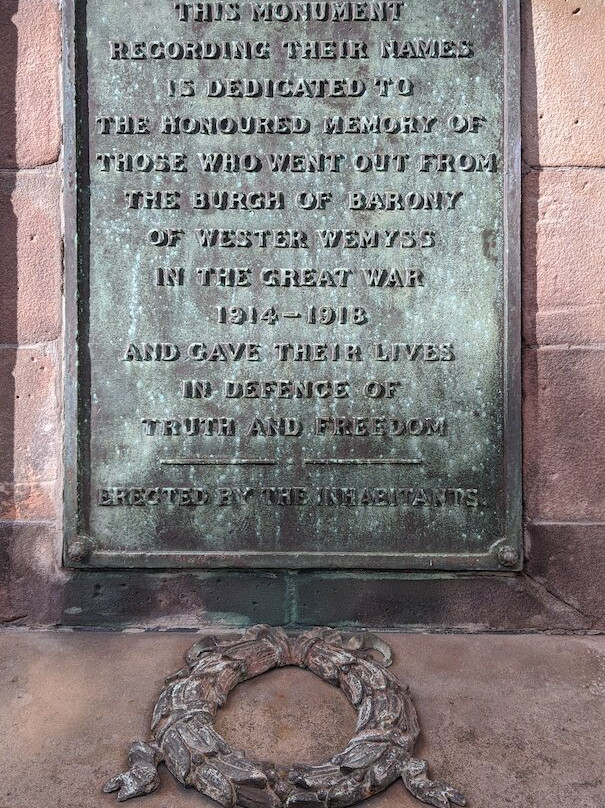 THIS MONUMENT
RECORDING THEIR NAMES
IS DEDICATED TO
THE HONOURED MEMORY OF
THOSE WHO WENT OUT FROM
THE BURGH OF BARONY
OF WESTER WEMYSS
IN THE GREAT WAR
1914-1918
AND GAVE THEIR LIVES
IN DEFENCE OF
TRUTH AND FREEDOM
ERECTED BY THE INHABITANTS.